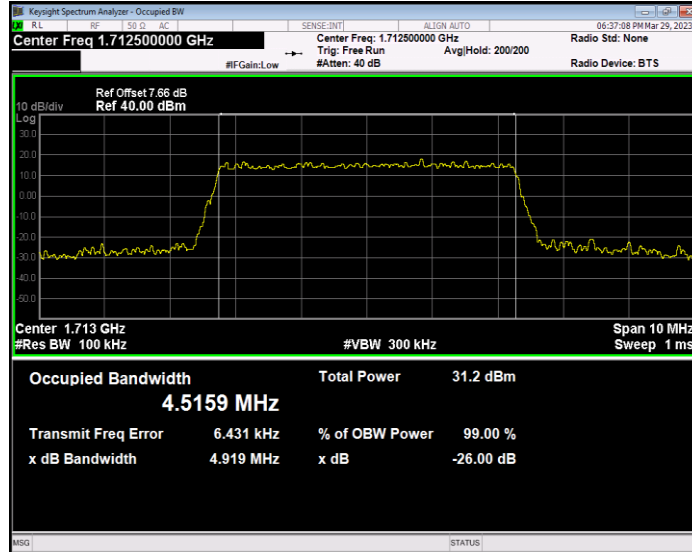 Keysight Spectrum Analyzer - Occupied BW
RL RF 50 Ω AC SENSE:INT ALIGN AUTO 06:37:08 PM Mar 29, 2023
Center Freq 1.712500000 GHz Center Freq: 1.712500000 GHz Radio Std: None
Trig: Free Run Avg|Hold: 200/200
#IFGain:Low #Atten: 40 dB Radio Device: BTS
Ref Offset 7.66 dB
10 dB/div Ref 40.00 dBm
Log
30.0
20.0
10.0
0.00
-10.0
-20.0
-30.0
-40.0
-50.0
Center 1.713 GHz Span 10 MHz
#Res BW 100 kHz #VBW 300 kHz Sweep 1 ms
Occupied Bandwidth Total Power 31.2 dBm
4.5159 MHz
Transmit Freq Error 6.431 kHz % of OBW Power 99.00 %
x dB Bandwidth 4.919 MHz x dB -26.00 dB
MSG STATUS